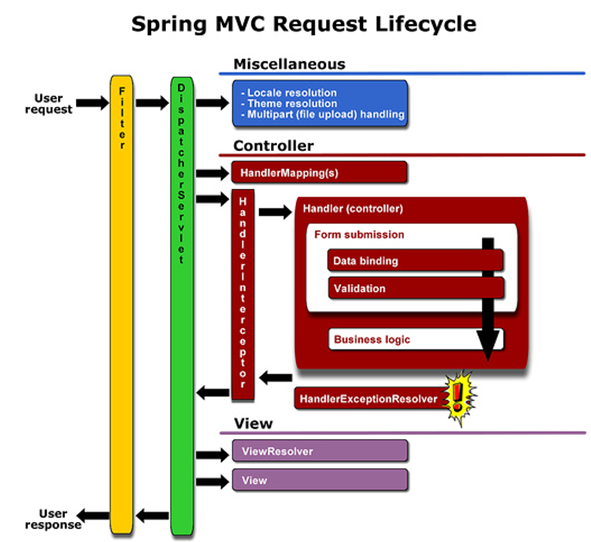 Spring MVC Request Lifecycle
Miscellaneous
User
request
Filter
DispatcherServlet
- Locale resolution
- Theme resolution
- Multipart (file upload) handling
Controller
HandlerMapping(s)
HandlerInterceptor
Handler (controller)
Form submission
Data binding
Validation
Business logic
HandlerExceptionResolver
!
View
ViewResolver
View
User
response